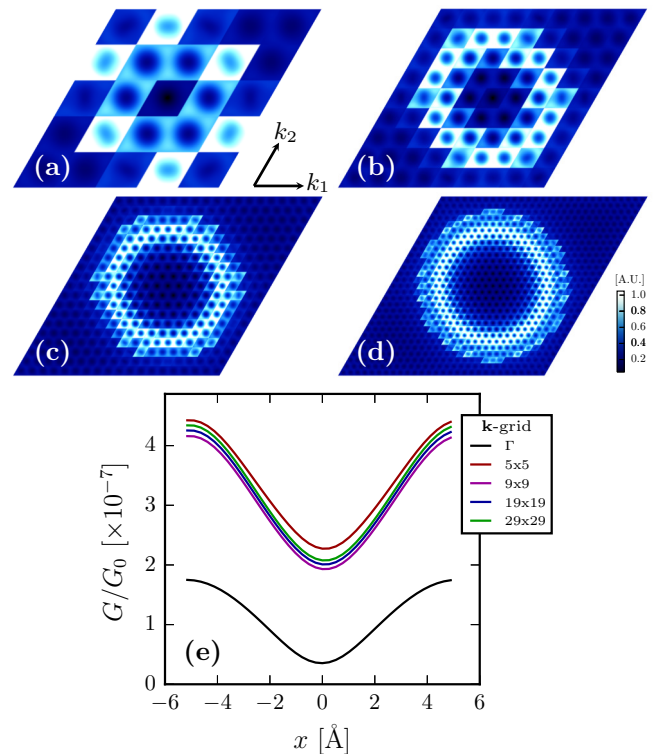 (a)
k₂
k₁
(b)
(c)
(d)
[A.U.]
1.0
0.8
0.6
0.4
0.2
(e)
G/G₀ [×10⁻⁷]
4
3
2
1
0
−6 −4 −2 0 2 4 6
x [Å]
k-grid
Γ
5x5
9x9
19x19
29x29